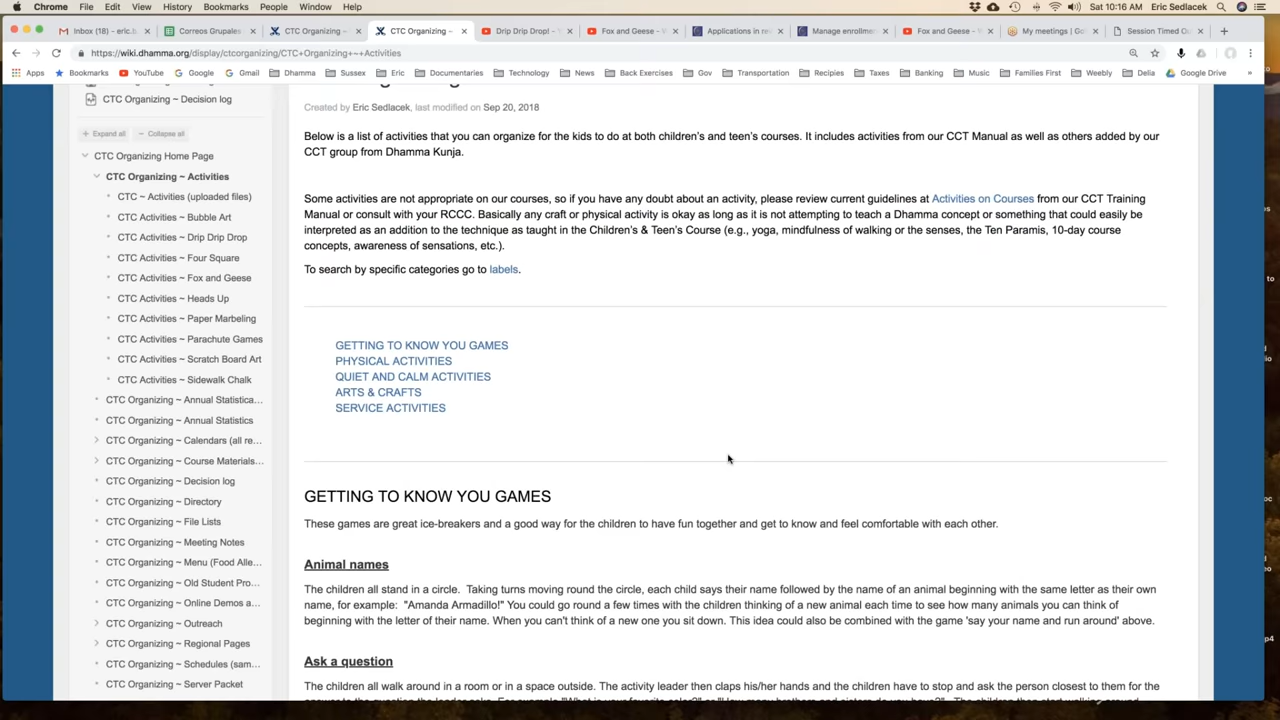 Chrome File Edit View History Bookmarks People Window Help Sat 10:16 AM Eric Sedlacek
Inbox (18) - eric.b Correos Grupales CTC Organizing ~ CTC Organizing ~ Drip Drip Drop! - Y Fox and Geese - W Applications in re Manage enrollme Fox and Geese - W My meetings | Go Session Timed Ou
https://wiki.dhamma.org/display/ctcorganizing/CTC+Organizing+~+Activities
Apps Bookmarks YouTube Google Gmail Dhamma Sussex Eric Documentaries Technology News Back Exercises Gov Transportation Recipies Taxes Banking Music Families First Weebly Delia Google Drive »
CTC Organizing ~ Decision log
Expand all Collapse all
CTC Organizing Home Page
CTC Organizing ~ Activities
CTC ~ Activities (uploaded files)
CTC Activities ~ Bubble Art
CTC Activities ~ Drip Drip Drop
CTC Activities ~ Four Square
CTC Activities ~ Fox and Geese
CTC Activities ~ Heads Up
CTC Activities ~ Paper Marbeling
CTC Activities ~ Parachute Games
CTC Activities ~ Scratch Board Art
CTC Activities ~ Sidewalk Chalk
CTC Organizing ~ Annual Statistica...
CTC Organizing ~ Annual Statistics
CTC Organizing ~ Calendars (all re...
CTC Organizing ~ Course Materials...
CTC Organizing ~ Decision log
CTC Organizing ~ Directory
CTC Organizing ~ File Lists
CTC Organizing ~ Meeting Notes
CTC Organizing ~ Menu (Food Alle...
CTC Organizing ~ Old Student Pro...
CTC Organizing ~ Online Demos a...
CTC Organizing ~ Outreach
CTC Organizing ~ Regional Pages
CTC Organizing ~ Schedules (sam...
CTC Organizing ~ Server Packet
Created by Eric Sedlacek, last modified on Sep 20, 2018
Below is a list of activities that you can organize for the kids to do at both children's and teen's courses. It includes activities from our CCT Manual as well as others added by our
CCT group from Dhamma Kunja.
Some activities are not appropriate on our courses, so if you have any doubt about an activity, please review current guidelines at Activities on Courses from our CCT Training
Manual or consult with your RCCC. Basically any craft or physical activity is okay as long as it is not attempting to teach a Dhamma concept or something that could easily be
interpreted as an addition to the technique as taught in the Children's & Teen's Course (e.g., yoga, mindfulness of walking or the senses, the Ten Paramis, 10-day course
concepts, awareness of sensations, etc.).
To search by specific categories go to labels.
GETTING TO KNOW YOU GAMES
PHYSICAL ACTIVITIES
QUIET AND CALM ACTIVITIES
ARTS & CRAFTS
SERVICE ACTIVITIES
GETTING TO KNOW YOU GAMES
These games are great ice-breakers and a good way for the children to have fun together and get to know and feel comfortable with each other.
Animal names
The children all stand in a circle. Taking turns moving round the circle, each child says their name followed by the name of an animal beginning with the same letter as their own
name, for example: "Amanda Armadillo!" You could go round a few times with the children thinking of a new animal each time to see how many animals you can think of
beginning with the letter of their name. When you can't think of a new one you sit down. This idea could also be combined with the game 'say your name and run around' above.
Ask a question
The children all walk around in a room or in a space outside. The activity leader then claps his/her hands and the children have to stop and ask the person closest to them for the